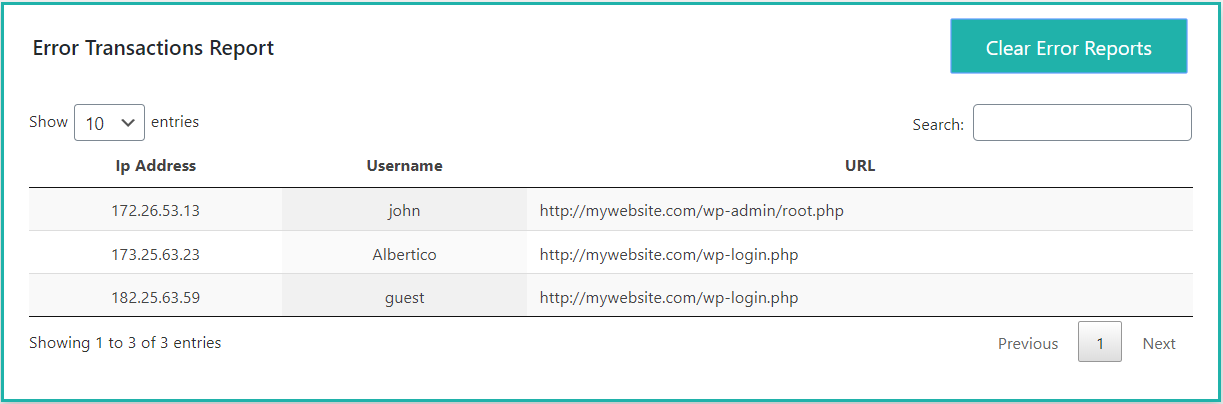 Error Transactions Report Clear Error Reports
Show 10 entries Search:
Ip Address Username URL
172.26.53.13 john http://mywebsite.com/wp-admin/root.php
173.25.63.23 Albertico http://mywebsite.com/wp-login.php
182.25.63.59 guest http://mywebsite.com/wp-login.php
Showing 1 to 3 of 3 entries Previous 1 Next